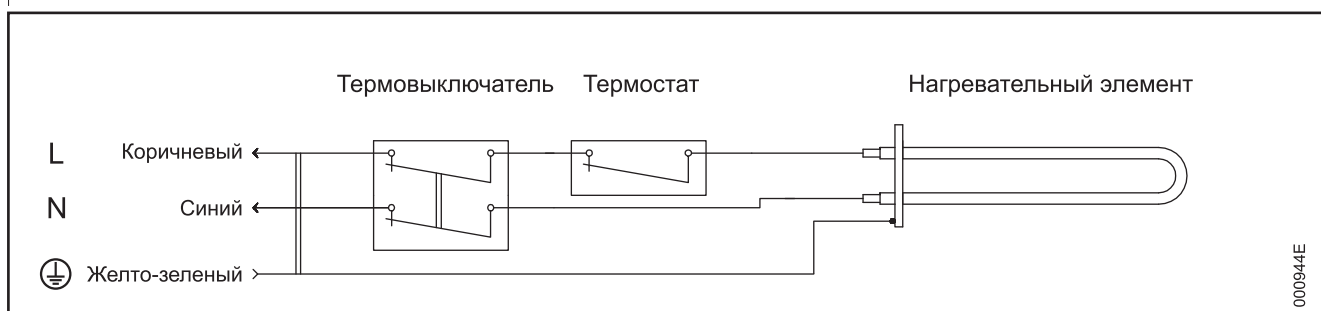 Термовыключатель Термостат Нагревательный элемент
L Коричневый
N Синий
Желто-зеленый
000944E